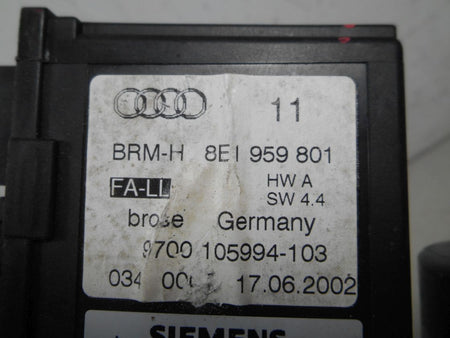 11
BRM-H 8E1 959 801
FA-LL HW A
SW 4.4
brose Germany
9700 105994-103
17.06.2002
SIEMENS